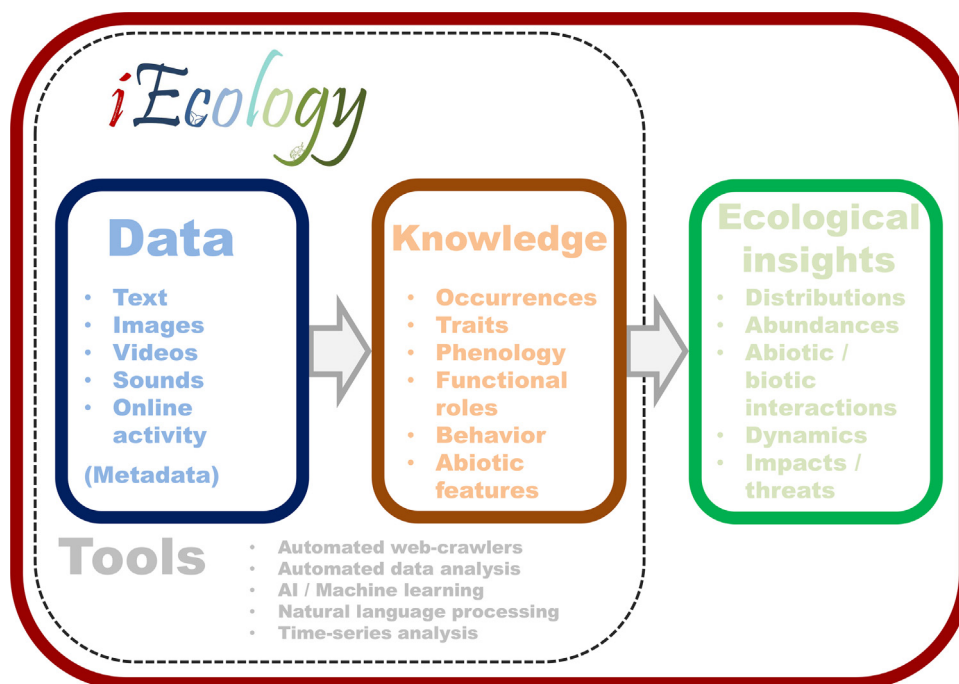 iEcology
Data
• Text
• Images
• Videos
• Sounds
• Online
activity
(Metadata)
Knowledge
• Occurrences
• Traits
• Phenology
• Functional
roles
• Behavior
• Abiotic
features
Ecological
insights
• Distributions
• Abundances
• Abiotic /
biotic
interactions
• Dynamics
• Impacts /
threats
Tools
• Automated web-crawlers
• Automated data analysis
• AI / Machine learning
• Natural language processing
• Time-series analysis